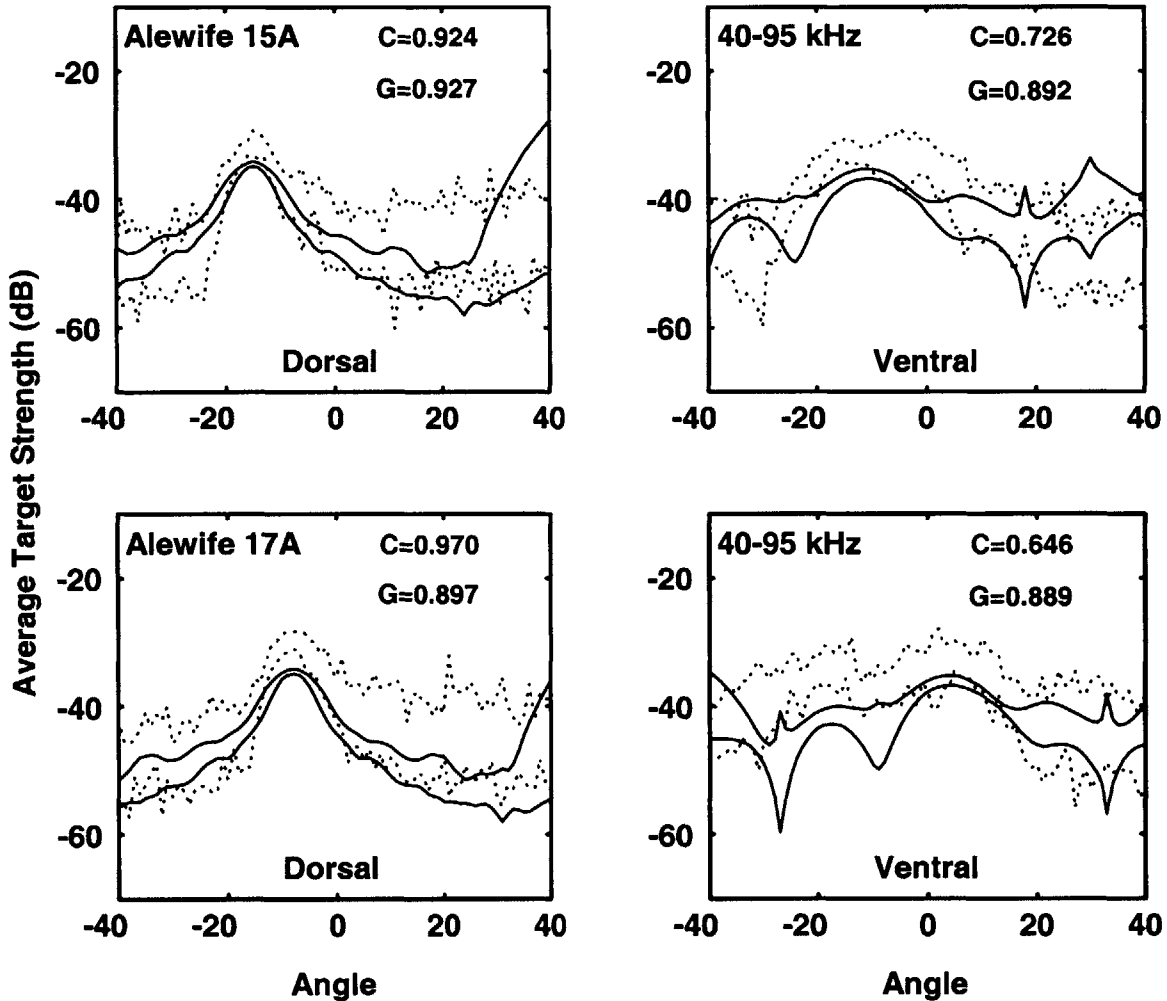 Average Target Strength (dB)
Alewife 15A
C=0.924
G=0.927
-20
-40
-60
Dorsal
-40 -20 0 20 40
40-95 kHz
C=0.726
G=0.892
-20
-40
-60
Ventral
-40 -20 0 20 40
Alewife 17A
C=0.970
G=0.897
-20
-40
-60
Dorsal
-40 -20 0 20 40
Angle
40-95 kHz
C=0.646
G=0.889
-20
-40
-60
Ventral
-40 -20 0 20 40
Angle